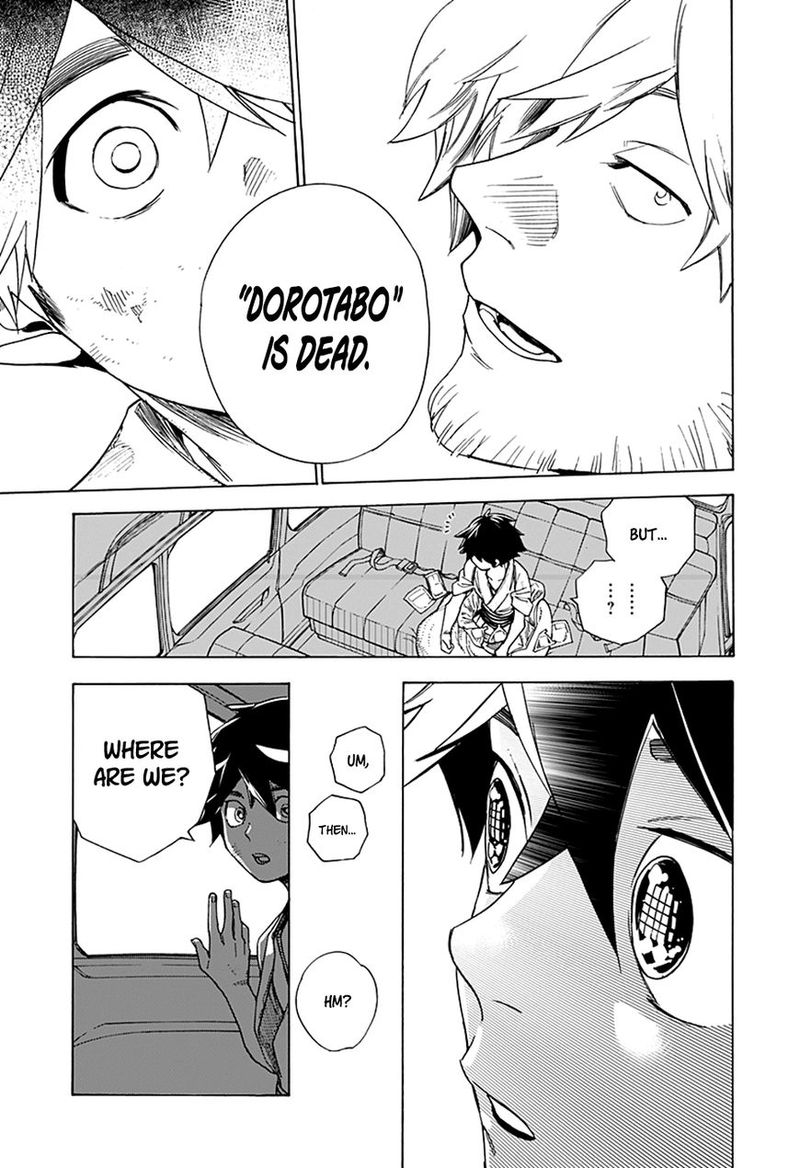 "DOROTABO"
IS DEAD.
BUT...
......
?
UM,
THEN...
HM?
WHERE
ARE WE?